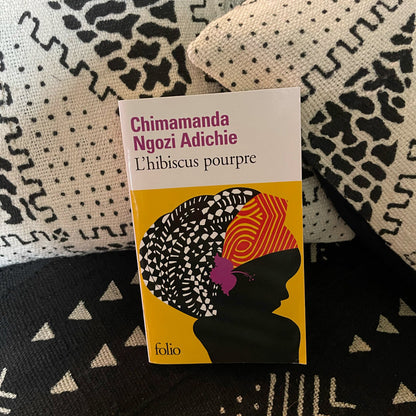 Chimamanda
Ngozi Adichie
L'hibiscus pourpre
folio